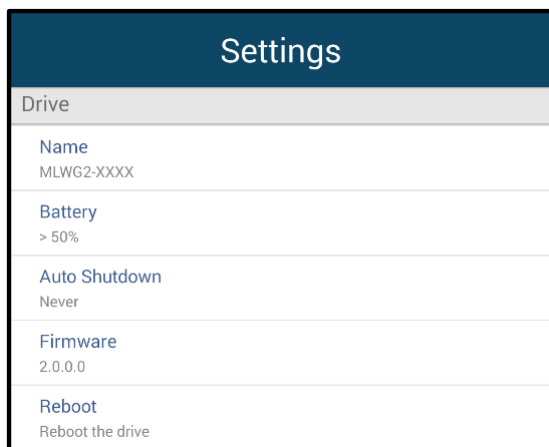 Settings
Drive
Name
MLWG2-XXXX
Battery
> 50%
Auto Shutdown
Never
Firmware
2.0.0.0
Reboot
Reboot the drive